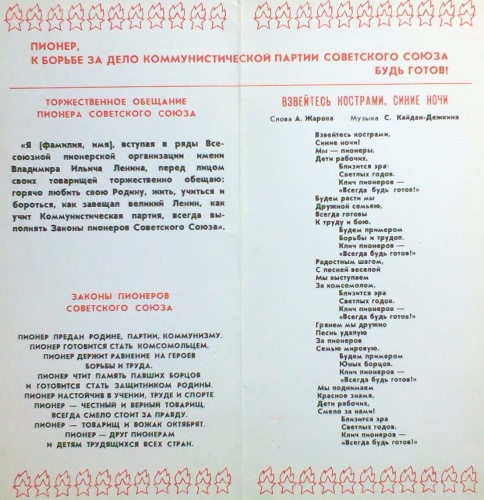 ПИОНЕР,
К БОРЬБЕ ЗА ДЕЛО КОММУНИСТИЧЕСКОЙ ПАРТИИ СОВЕТСКОГО СОЮЗА
БУДЬ ГОТОВ!
ТОРЖЕСТВЕННОЕ ОБЕЩАНИЕ
ПИОНЕРА СОВЕТСКОГО СОЮЗА
«Я [фамилия, имя], вступая в ряды Все-
союзной пионерской организации имени
Владимира Ильича Ленина, перед лицом
своих товарищей торжественно обещаю:
горячо любить свою Родину, жить, учиться и
бороться, как завещал великий Ленин, как
учит Коммунистическая партия, всегда вы-
полнять Законы пионеров Советского Союза».
ЗАКОНЫ ПИОНЕРОВ
СОВЕТСКОГО СОЮЗА
ПИОНЕР ПРЕДАН РОДИНЕ, ПАРТИИ, КОММУНИЗМУ.
ПИОНЕР ГОТОВИТСЯ СТАТЬ КОМСОМОЛЬЦЕМ.
ПИОНЕР ДЕРЖИТ РАВНЕНИЕ НА ГЕРОЕВ
БОРЬБЫ И ТРУДА.
ПИОНЕР ЧТИТ ПАМЯТЬ ПАВШИХ БОРЦОВ
И ГОТОВИТСЯ СТАТЬ ЗАЩИТНИКОМ РОДИНЫ.
ПИОНЕР НАСТОЙЧИВ В УЧЕНИИ, ТРУДЕ И СПОРТЕ
ПИОНЕР — ЧЕСТНЫЙ И ВЕРНЫЙ ТОВАРИЩ,
ВСЕГДА СМЕЛО СТОИТ ЗА ПРАВДУ.
ПИОНЕР — ТОВАРИЩ И ВОЖАК ОКТЯБРЯТ.
ПИОНЕР — ДРУГ ПИОНЕРАМ
И ДЕТЯМ ТРУДЯЩИХСЯ ВСЕХ СТРАН.
ВЗВЕЙТЕСЬ КОСТРАМИ, СИНИЕ НОЧИ
Слова А. Жарова Музыка С. Кайдан-Дежкина
Взвейтесь кострами,
Синие ночи!
Мы — пионеры,
Дети рабочих,
Близится эра
Светлых годов.
Клич пионеров —
«Всегда будь готов!»
Будем расти мы
Дружной семьею,
Всегда готовы
К труду и бою.
Будем примером
Борьбы и трудов.
Клич пионеров —
«Всегда будь готов!»
Радостным шагом,
С песней веселой
Мы выступаем
За комсомолом.
Близится эра
Светлых годов.
Клич пионеров —
«Всегда будь готов!»
Грянем мы дружно
Песнь удалую
За пионеров
Семью мировую.
Будем примером
Юных борцов.
Клич пионеров —
«Всегда будь готов!»
Мы поднимаем
Красное знамя.
Дети рабочих,
Смело за нами!
Близится эра
Светлых годов.
Клич пионеров —
«Всегда будь готов!»